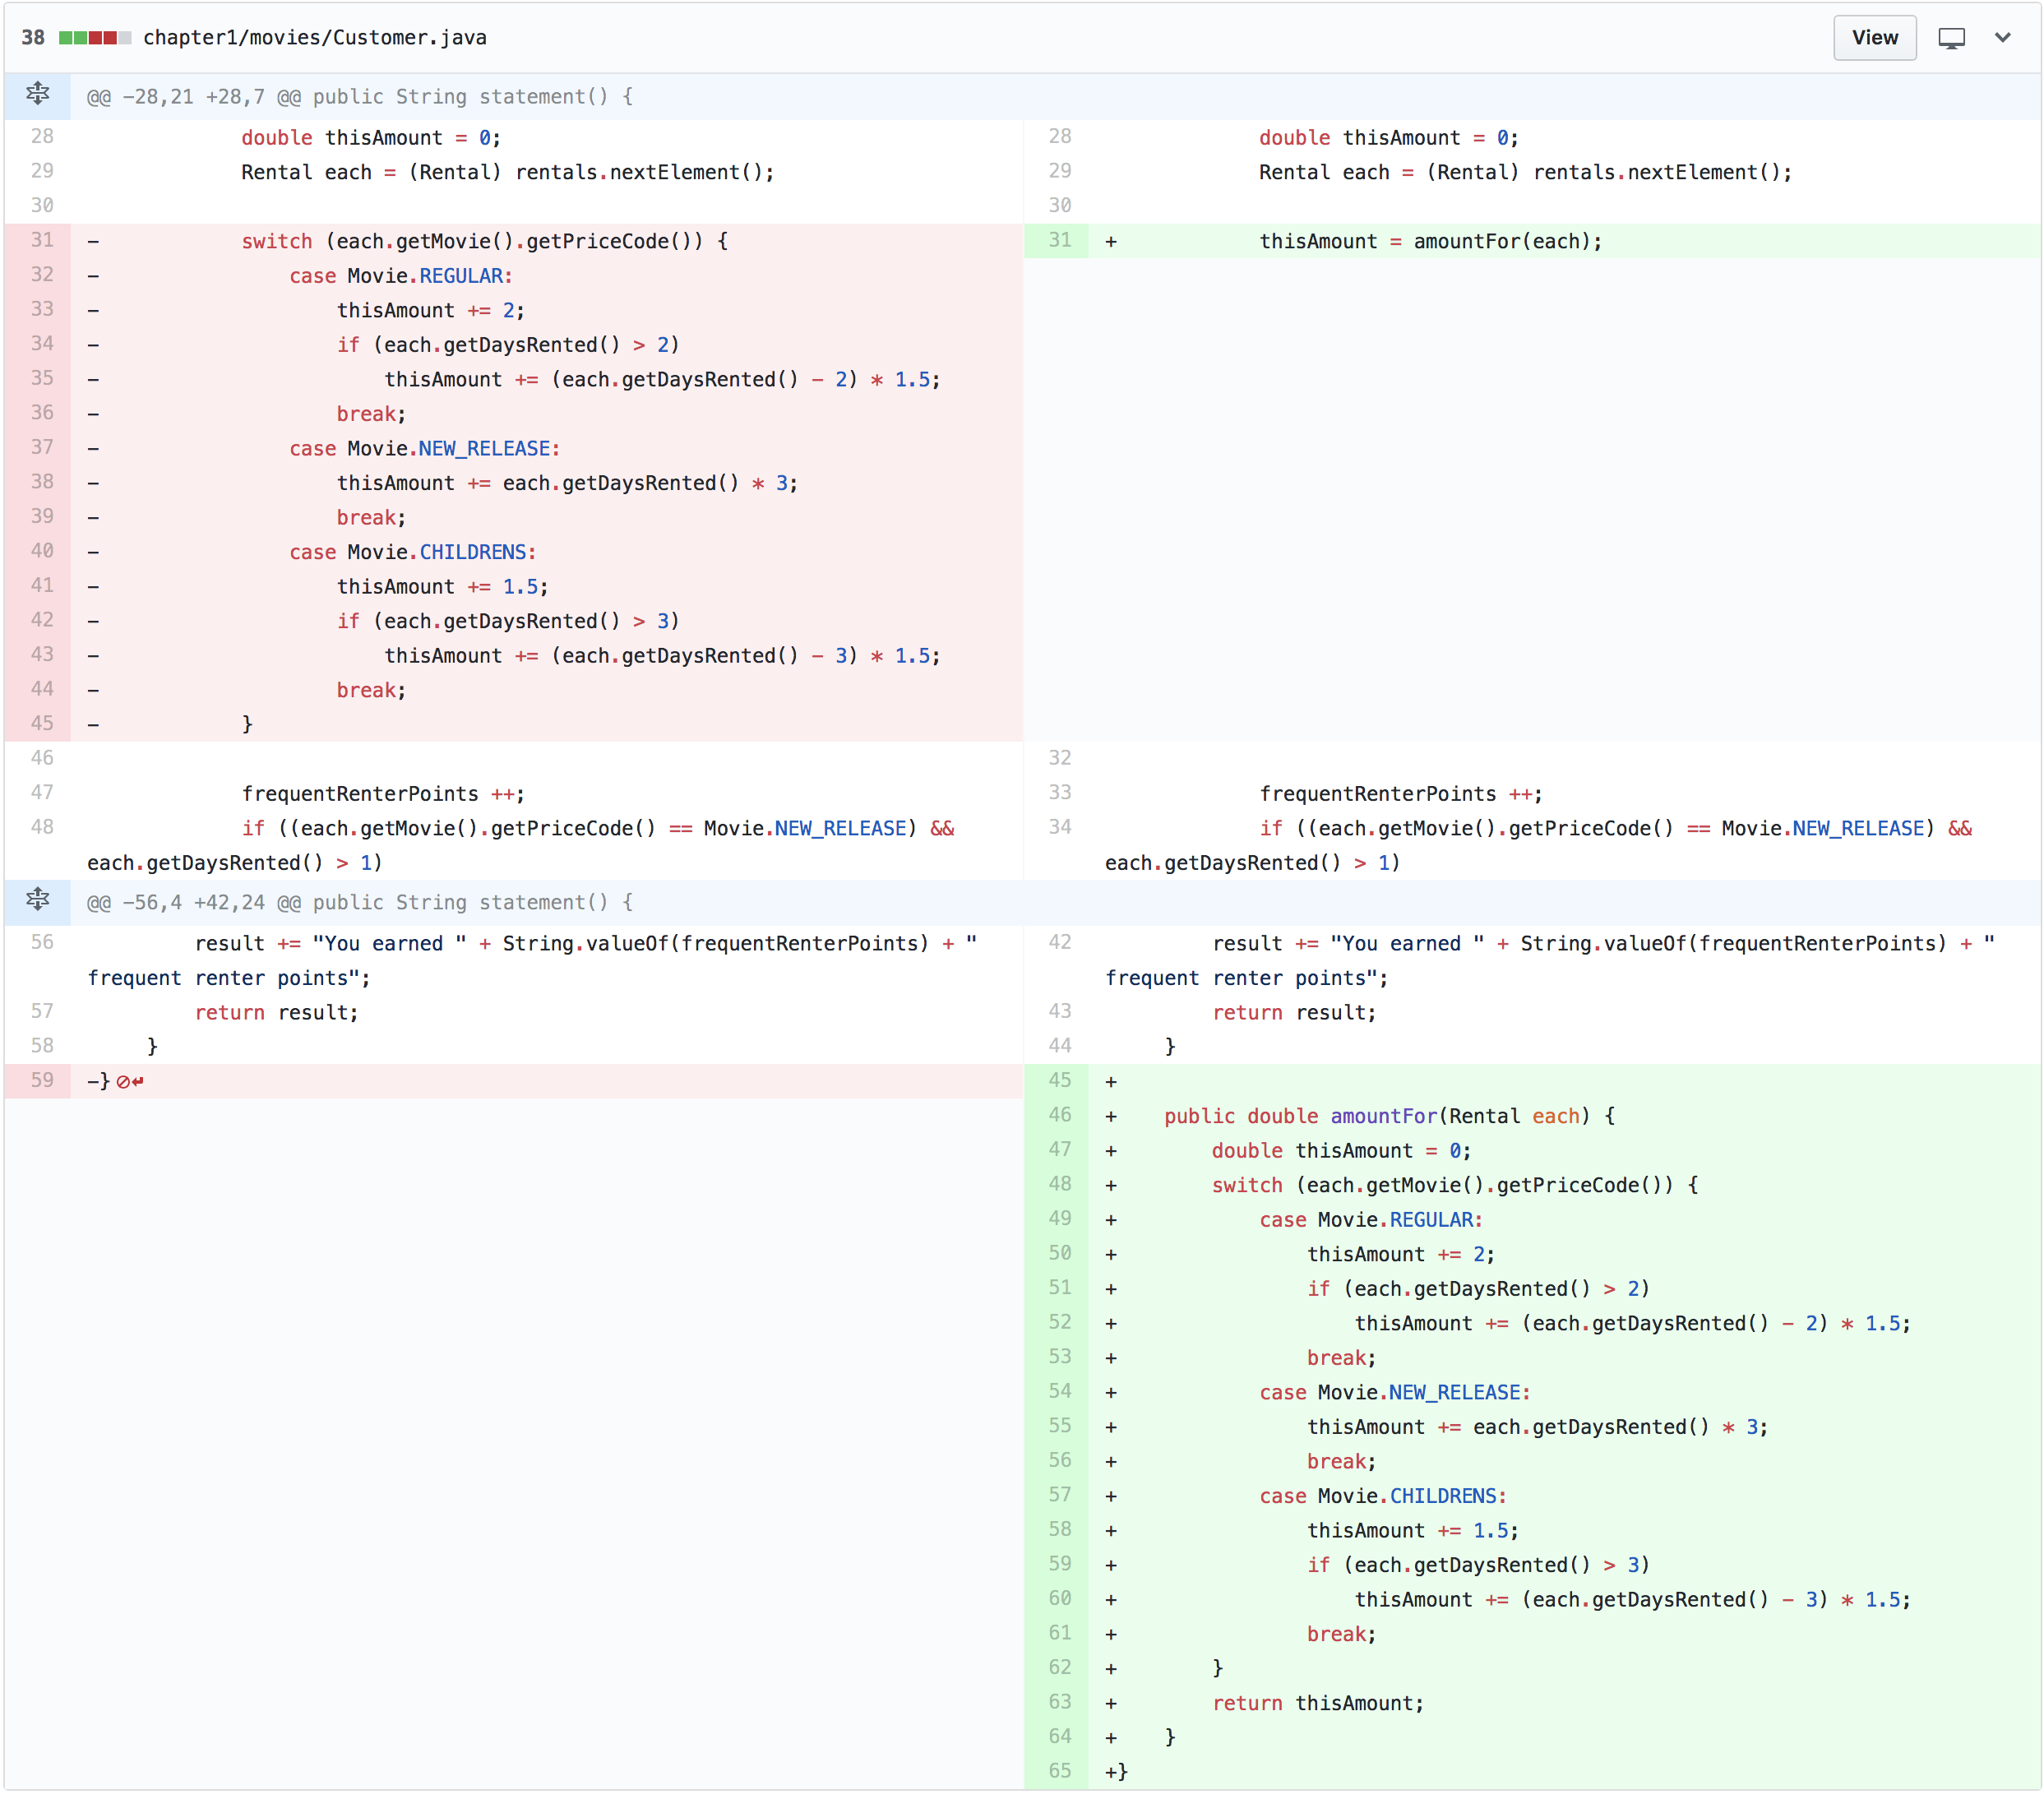 38 chapter1/movies/Customer.java View
@@ -28,21 +28,7 @@ public String statement() {
28 double thisAmount = 0;
29 Rental each = (Rental) rentals.nextElement();
30
31 - switch (each.getMovie().getPriceCode()) {
32 - case Movie.REGULAR:
33 - thisAmount += 2;
34 - if (each.getDaysRented() > 2)
35 - thisAmount += (each.getDaysRented() - 2) * 1.5;
36 - break;
37 - case Movie.NEW_RELEASE:
38 - thisAmount += each.getDaysRented() * 3;
39 - break;
40 - case Movie.CHILDRENS:
41 - thisAmount += 1.5;
42 - if (each.getDaysRented() > 3)
43 - thisAmount += (each.getDaysRented() - 3) * 1.5;
44 - break;
45 - }
46
47 frequentRenterPoints ++;
48 if ((each.getMovie().getPriceCode() == Movie.NEW_RELEASE) &&
each.getDaysRented() > 1)
28 double thisAmount = 0;
29 Rental each = (Rental) rentals.nextElement();
30
31 + thisAmount = amountFor(each);
32
33 frequentRenterPoints ++;
34 if ((each.getMovie().getPriceCode() == Movie.NEW_RELEASE) &&
each.getDaysRented() > 1)
@@ -56,4 +42,24 @@ public String statement() {
56 result += "You earned " + String.valueOf(frequentRenterPoints) + "
frequent renter points";
57 return result;
58 }
59 -}
42 result += "You earned " + String.valueOf(frequentRenterPoints) + "
frequent renter points";
43 return result;
44 }
45 +
46 + public double amountFor(Rental each) {
47 + double thisAmount = 0;
48 + switch (each.getMovie().getPriceCode()) {
49 + case Movie.REGULAR:
50 + thisAmount += 2;
51 + if (each.getDaysRented() > 2)
52 + thisAmount += (each.getDaysRented() - 2) * 1.5;
53 + break;
54 + case Movie.NEW_RELEASE:
55 + thisAmount += each.getDaysRented() * 3;
56 + break;
57 + case Movie.CHILDRENS:
58 + thisAmount += 1.5;
59 + if (each.getDaysRented() > 3)
60 + thisAmount += (each.getDaysRented() - 3) * 1.5;
61 + break;
62 + }
63 + return thisAmount;
64 + }
65 +}